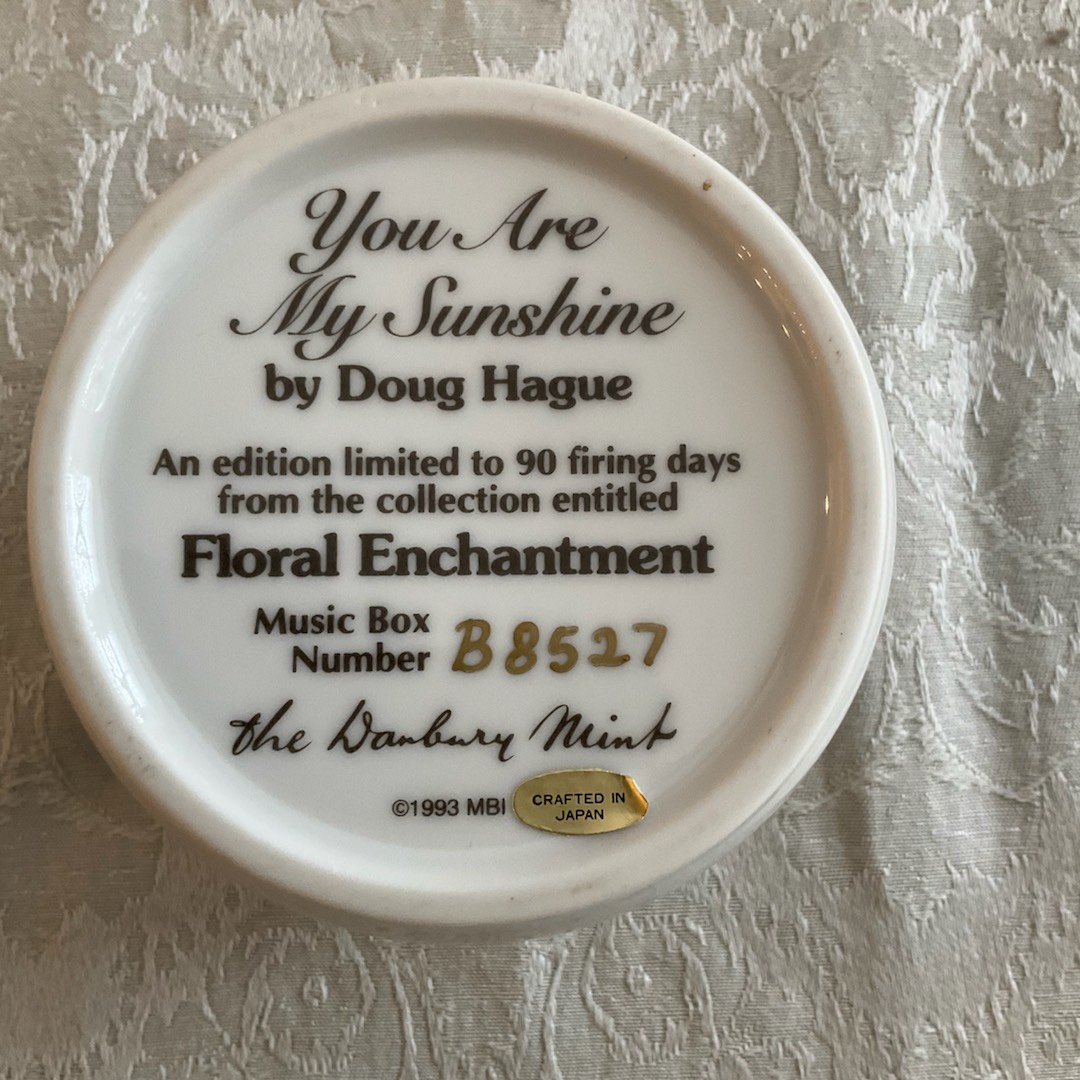 You Are
My Sunshine
by Doug Hague
An edition limited to 90 firing days
from the collection entitled
Floral Enchantment
Music Box
Number B8527
the Danbury Mint
©1993 MBI
CRAFTED IN
JAPAN